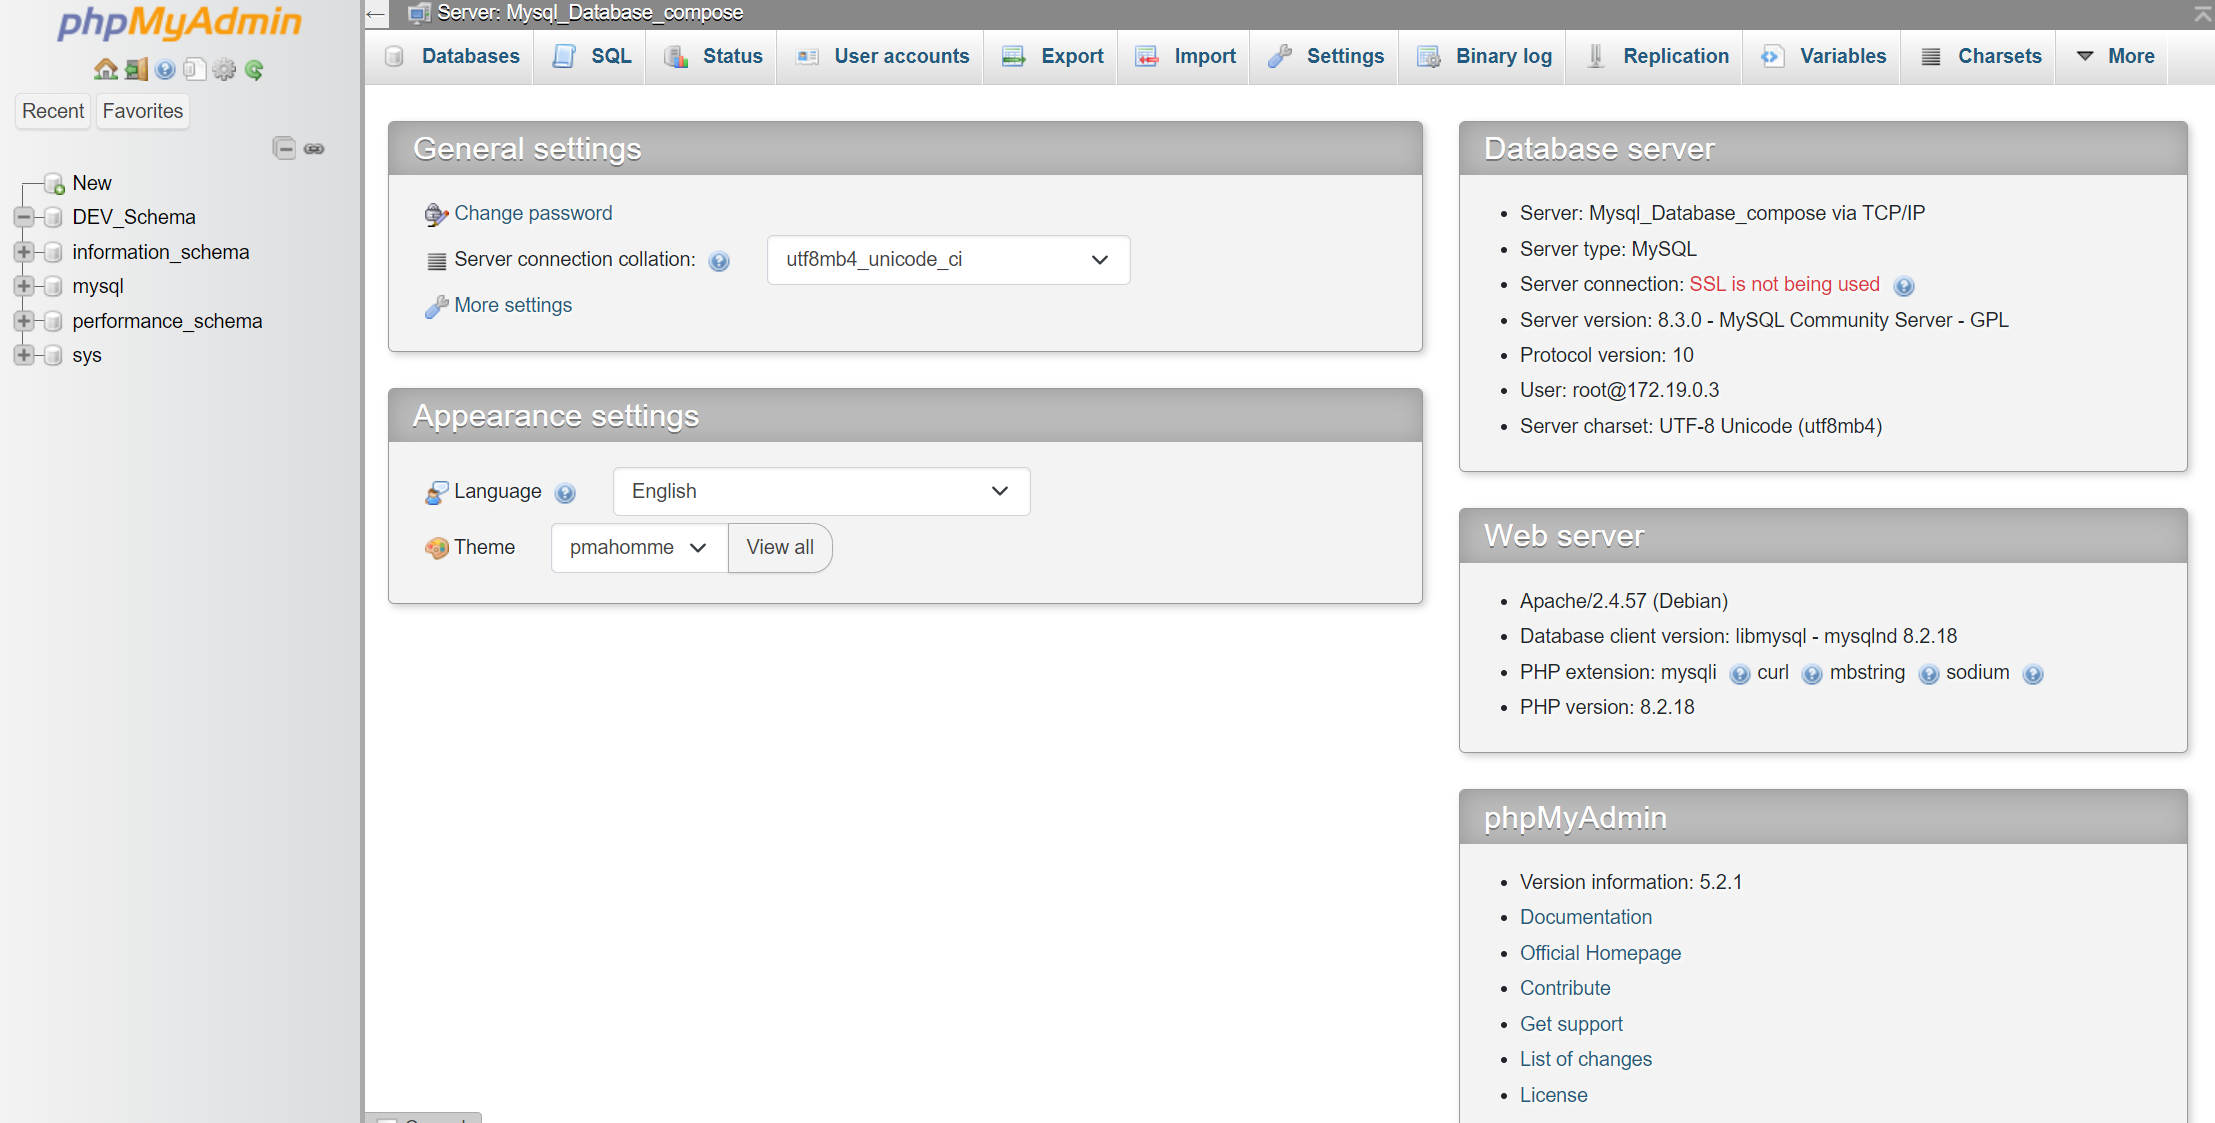 phpMyAdmin
Recent Favorites
New
DEV_Schema
information_schema
mysql
performance_schema
sys
Server: Mysql_Database_compose
Databases SQL Status User accounts Export Import Settings Binary log Replication Variables Charsets More
General settings
Change password
Server connection collation: utf8mb4_unicode_ci
More settings
Appearance settings
Language English
Theme pmahomme View all
Database server
Server: Mysql_Database_compose via TCP/IP
Server type: MySQL
Server connection: SSL is not being used
Server version: 8.3.0 - MySQL Community Server - GPL
Protocol version: 10
User: root@172.19.0.3
Server charset: UTF-8 Unicode (utf8mb4)
Web server
Apache/2.4.57 (Debian)
Database client version: libmysql - mysqlnd 8.2.18
PHP extension: mysqli curl mbstring sodium
PHP version: 8.2.18
phpMyAdmin
Version information: 5.2.1
Documentation
Official Homepage
Contribute
Get support
List of changes
License